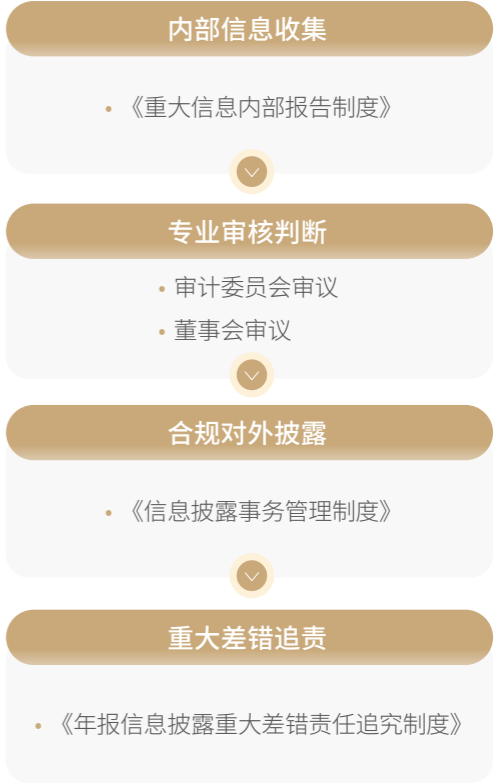 内部信息收集
• 《重大信息内部报告制度》
专业审核判断
• 审计委员会审议
• 董事会审议
合规对外披露
• 《信息披露事务管理制度》
重大差错追责
• 《年报信息披露重大差错责任追究制度》